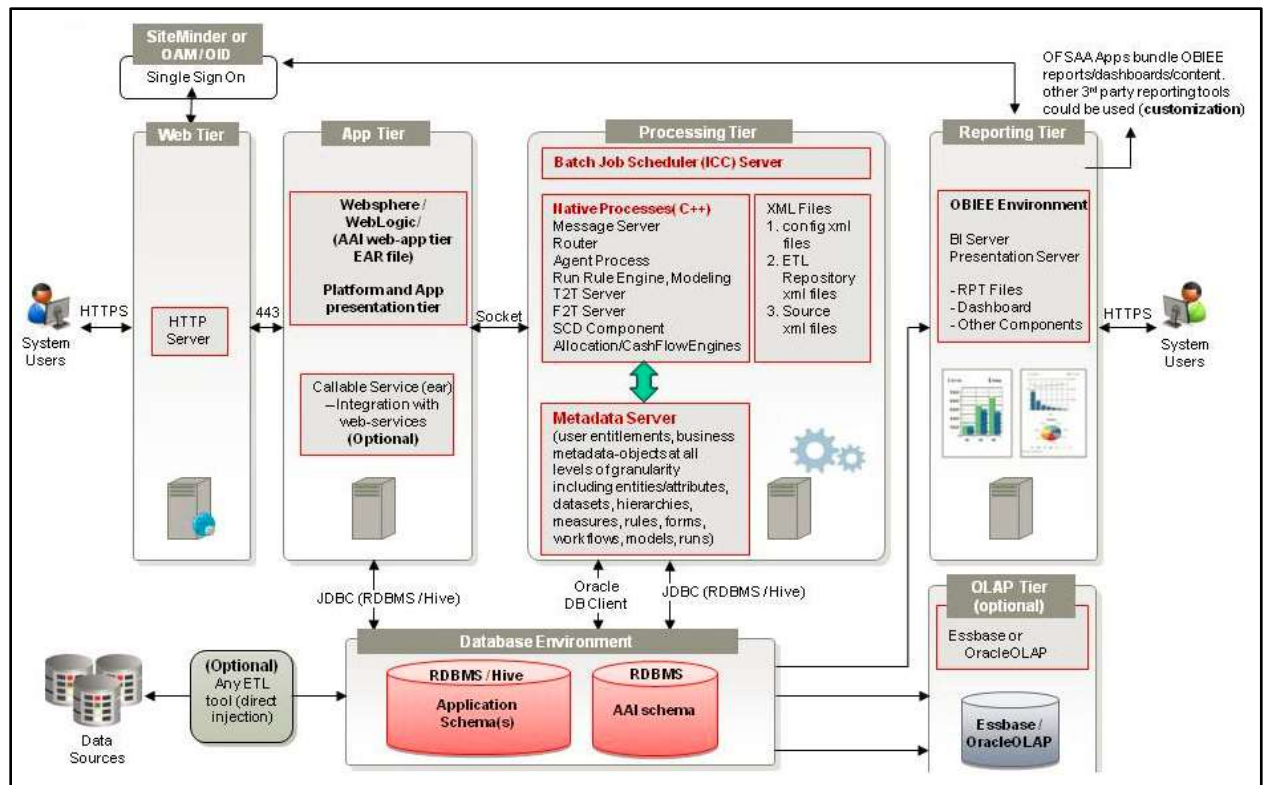 SiteMinder or
OAM/OID
Single Sign On
OFSAA Apps bundle OBIEE
reports/dashboards/content.
other 3rd party reporting tools
could be used (customization)
Web Tier
App Tier
Processing Tier
Reporting Tier
System
Users
HTTPS
HTTP
Server
443
Websphere /
WebLogic/
(AAI web-app tier
EAR file)
Platform and App
presentation tier
Callable Service (ear)
–Integration with
web-services
(Optional)
Socket
Batch Job Scheduler (ICC) Server
Native Processes( C++)
Message Server
Router
Agent Process
Run Rule Engine, Modeling
T2T Server
F2T Server
SCD Component
Allocation/CashFlowEngines
XML Files
1. config xml
files
2. ETL
Repository
xml files
3. Source
xml files
Metadata Server
(user entitlements, business
metadata-objects at all
levels of granularity
including entities/attributes,
datasets, hierarchies,
measures, rules, forms,
workflows, models, runs)
OBIEE Environment
BI Server
Presentation Server
-RPT Files
- Dashboard
- Other Components
HTTPS
System
Users
JDBC (RDBMS /Hive)
Oracle
DB Client
JDBC (RDBMS /Hive)
Data
Sources
(Optional)
Any ETL
tool (direct
injection)
Database Environment
RDBMS / Hive
Application
Schema(s)
RDBMS
AAI schema
OLAP Tier
(optional)
Essbase or
OracleOLAP
Essbase /
OracleOLAP